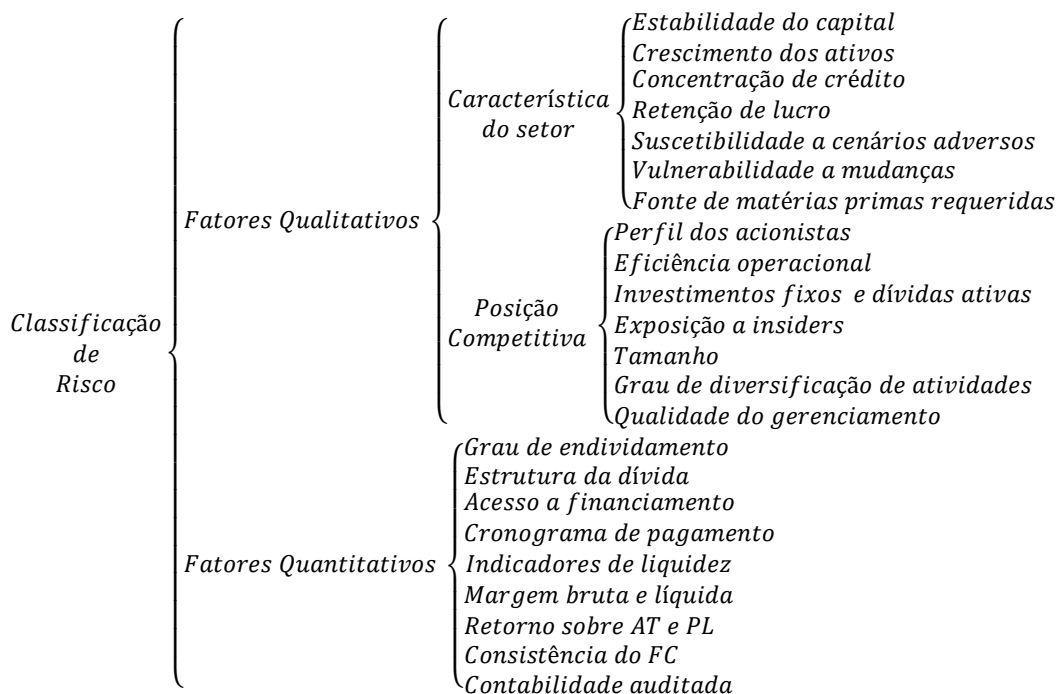 Classificação
de
Risco
Fatores Qualitativos
Característica
do setor
Estabilidade do capital
Crescimento dos ativos
Concentração de crédito
Retenção de lucro
Suscetibilidade a cenários adversos
Vulnerabilidade a mudanças
Fonte de matérias primas requeridas
Posição
Competitiva
Perfil dos acionistas
Eficiência operacional
Investimentos fixos e dívidas ativas
Exposição a insiders
Tamanho
Grau de diversificação de atividades
Qualidade do gerenciamento
Fatores Quantitativos
Grau de endividamento
Estrutura da dívida
Acesso a financiamento
Cronograma de pagamento
Indicadores de liquidez
Margem bruta e líquida
Retorno sobre AT e PL
Consistência do FC
Contabilidade auditada